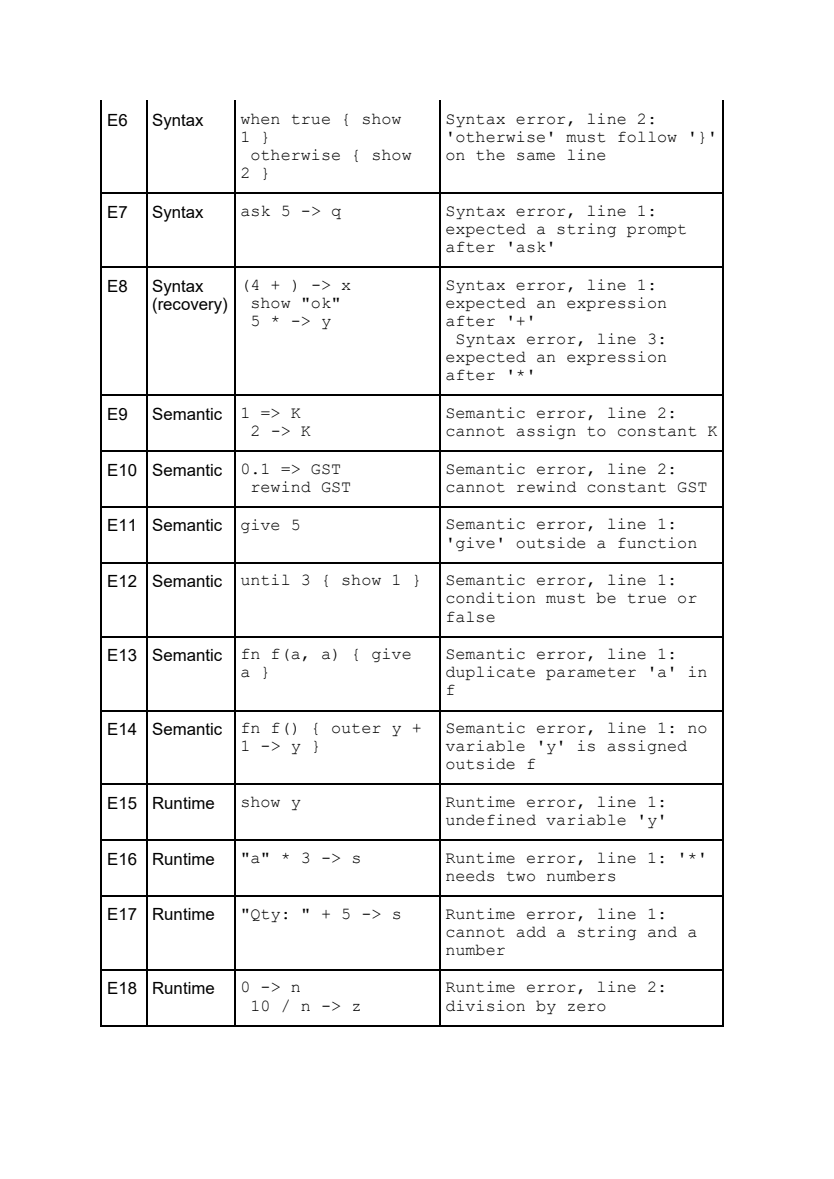 E6 Syntax when true { show Syntax error, line 2:
1 } 'otherwise' must follow '}'
otherwise { show on the same line
2 }
E7 Syntax ask 5 -> q Syntax error, line 1:
expected a string prompt
after 'ask'
E8 Syntax (4 + ) -> x Syntax error, line 1:
(recovery) show "ok" expected an expression
5 * -> y after '+'
Syntax error, line 3:
expected an expression
after '*'
E9 Semantic 1 => K Semantic error, line 2:
2 -> K cannot assign to constant K
E10 Semantic 0.1 => GST Semantic error, line 2:
rewind GST cannot rewind constant GST
E11 Semantic give 5 Semantic error, line 1:
'give' outside a function
E12 Semantic until 3 { show 1 } Semantic error, line 1:
condition must be true or
false
E13 Semantic fn f(a, a) { give Semantic error, line 1:
a } duplicate parameter 'a' in
f
E14 Semantic fn f() { outer y + Semantic error, line 1: no
1 -> y } variable 'y' is assigned
outside f
E15 Runtime show y Runtime error, line 1:
undefined variable 'y'
E16 Runtime "a" * 3 -> s Runtime error, line 1: '*'
needs two numbers
E17 Runtime "Qty: " + 5 -> s Runtime error, line 1:
cannot add a string and a
number
E18 Runtime 0 -> n Runtime error, line 2:
10 / n -> z division by zero